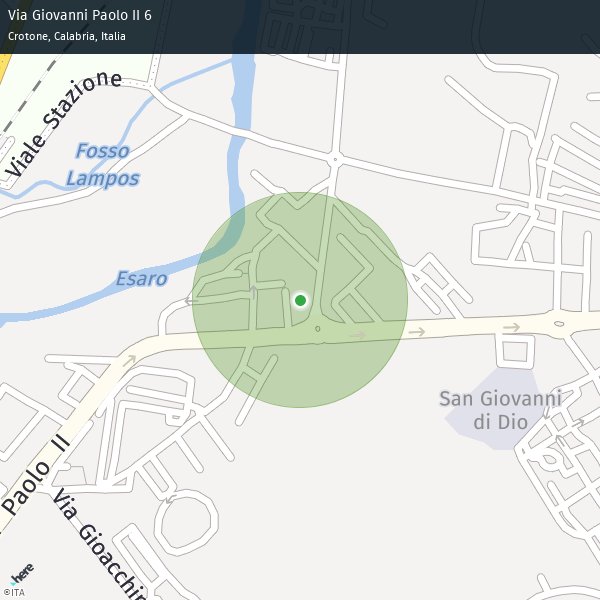 Via Giovanni Paolo II 6
Crotone, Calabria, Italia
Viale Stazione
Fosso
Lampos
Esaro
San Giovanni
di Dio
Paolo II
Via Gioacchin
here
©ITA